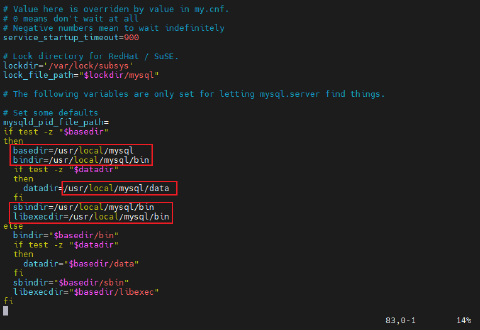 # Value here is overriden by value in my.cnf.
# 0 means don't wait at all
# Negative numbers mean to wait indefinitely
service_startup_timeout=900
# Lock directory for RedHat / SuSE.
lockdir='/var/lock/subsys'
lock_file_path="$lockdir/mysql"
# The following variables are only set for letting mysql.server find things.
# Set some defaults
mysqld_pid_file_path=
if test -z "$basedir"
then
basedir=/usr/local/mysql
bindir=/usr/local/mysql/bin
if test -z "$datadir"
then
datadir=/usr/local/mysql/data
fi
sbindir=/usr/local/mysql/bin
libexecdir=/usr/local/mysql/bin
else
bindir="$basedir/bin"
if test -z "$datadir"
then
datadir="$basedir/data"
fi
sbindir="$basedir/sbin"
libexecdir="$basedir/libexec"
fi
83,0-1 14%